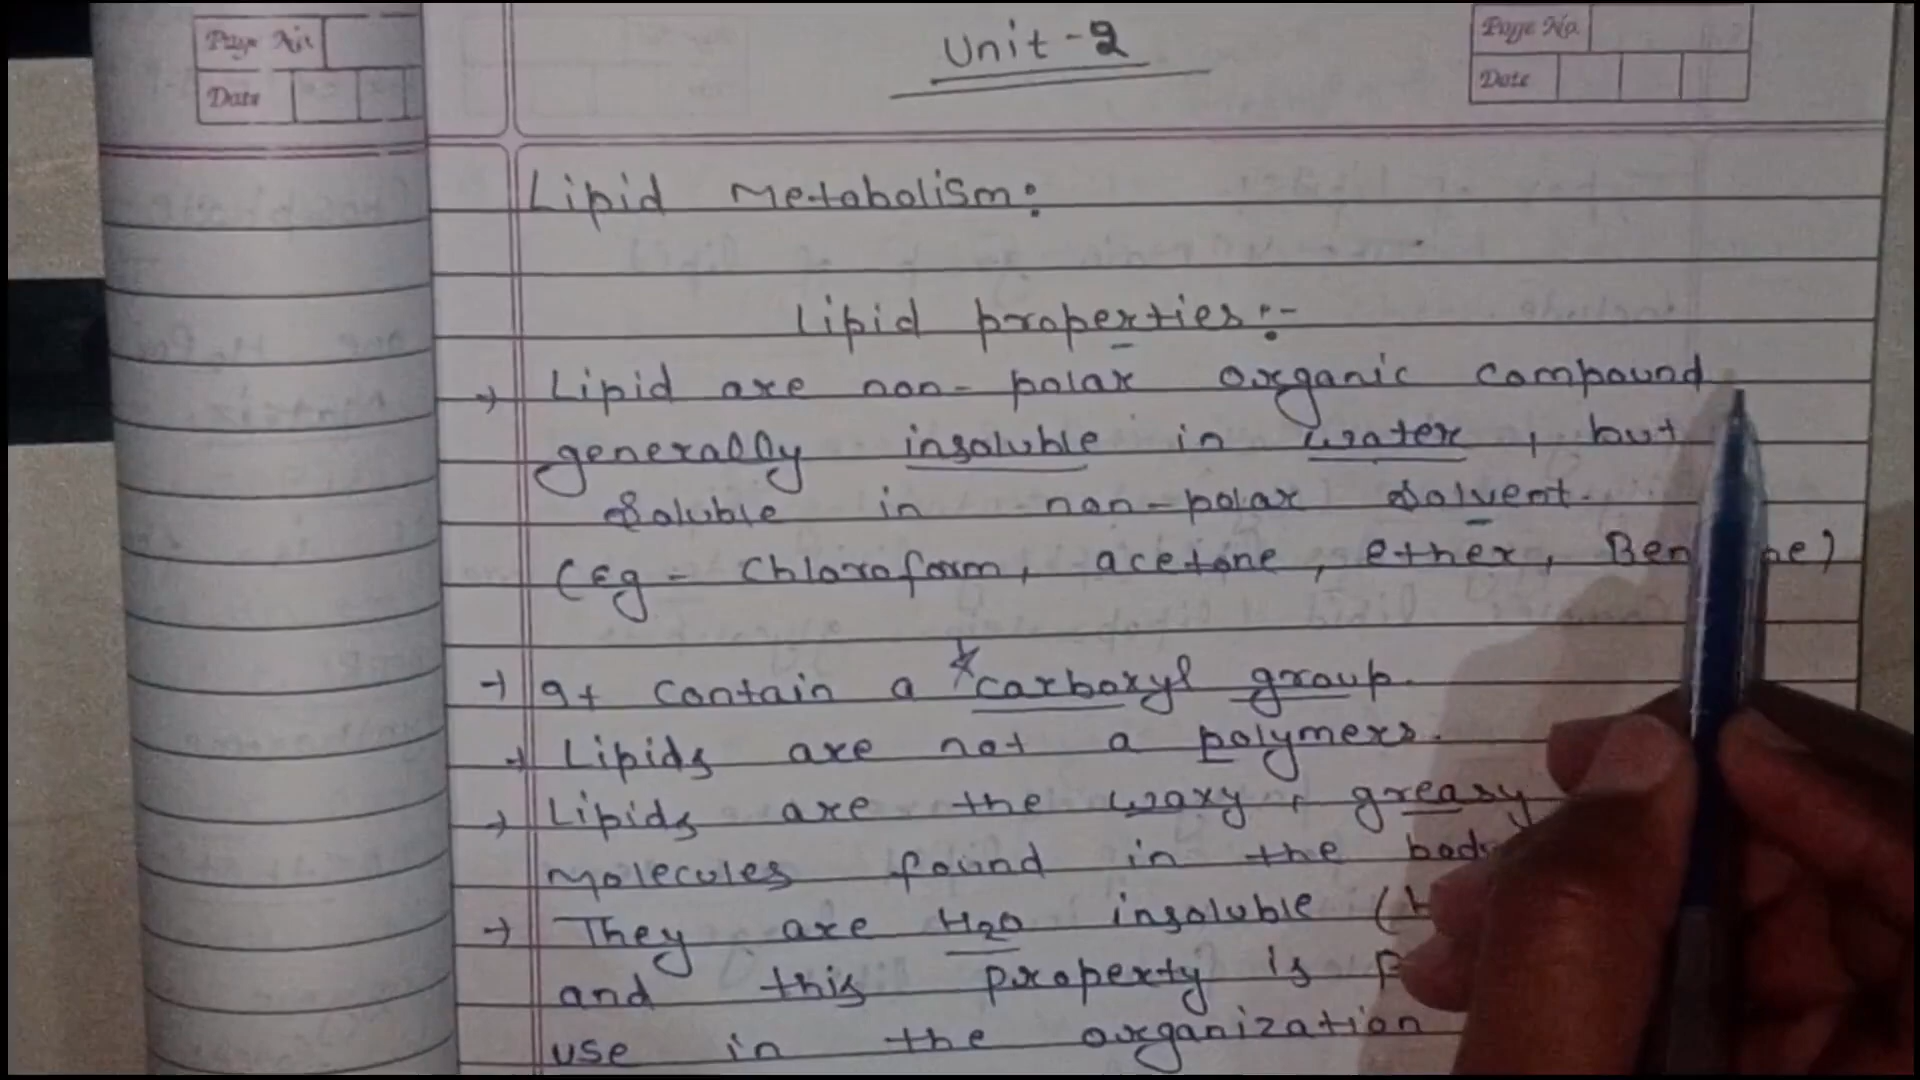 Page No
Date
Unit-2
Page No.
Date
Lipid Metabolism:
Lipid properties:-
→ Lipid are non-polar organic compound
generally insoluble in water, but
soluble in non-polar solvent.
(Eg - Chloroform, acetone, ether, Ben ne)
→ It contain a *carboxyl group.
→ Lipids are not a polymers.
→ Lipids are the waxy, greasy
molecules found in the body
→ They are H2O insoluble (
and this property is
use in the organization